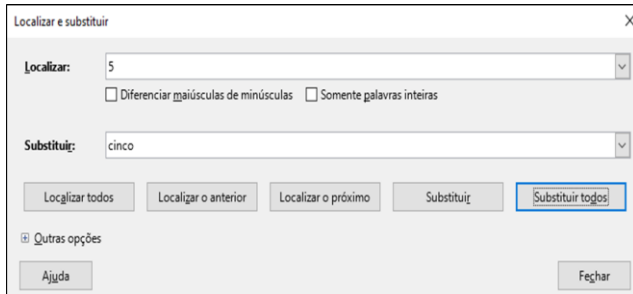 Localizar e substituir X
Localizar: 5
Diferenciar maiúsculas de minúsculas Somente palavras inteiras
Substituir: cinco
Localizar todos Localizar o anterior Localizar o próximo Substituir Substituir todos
Outras opções
Ajuda Fechar